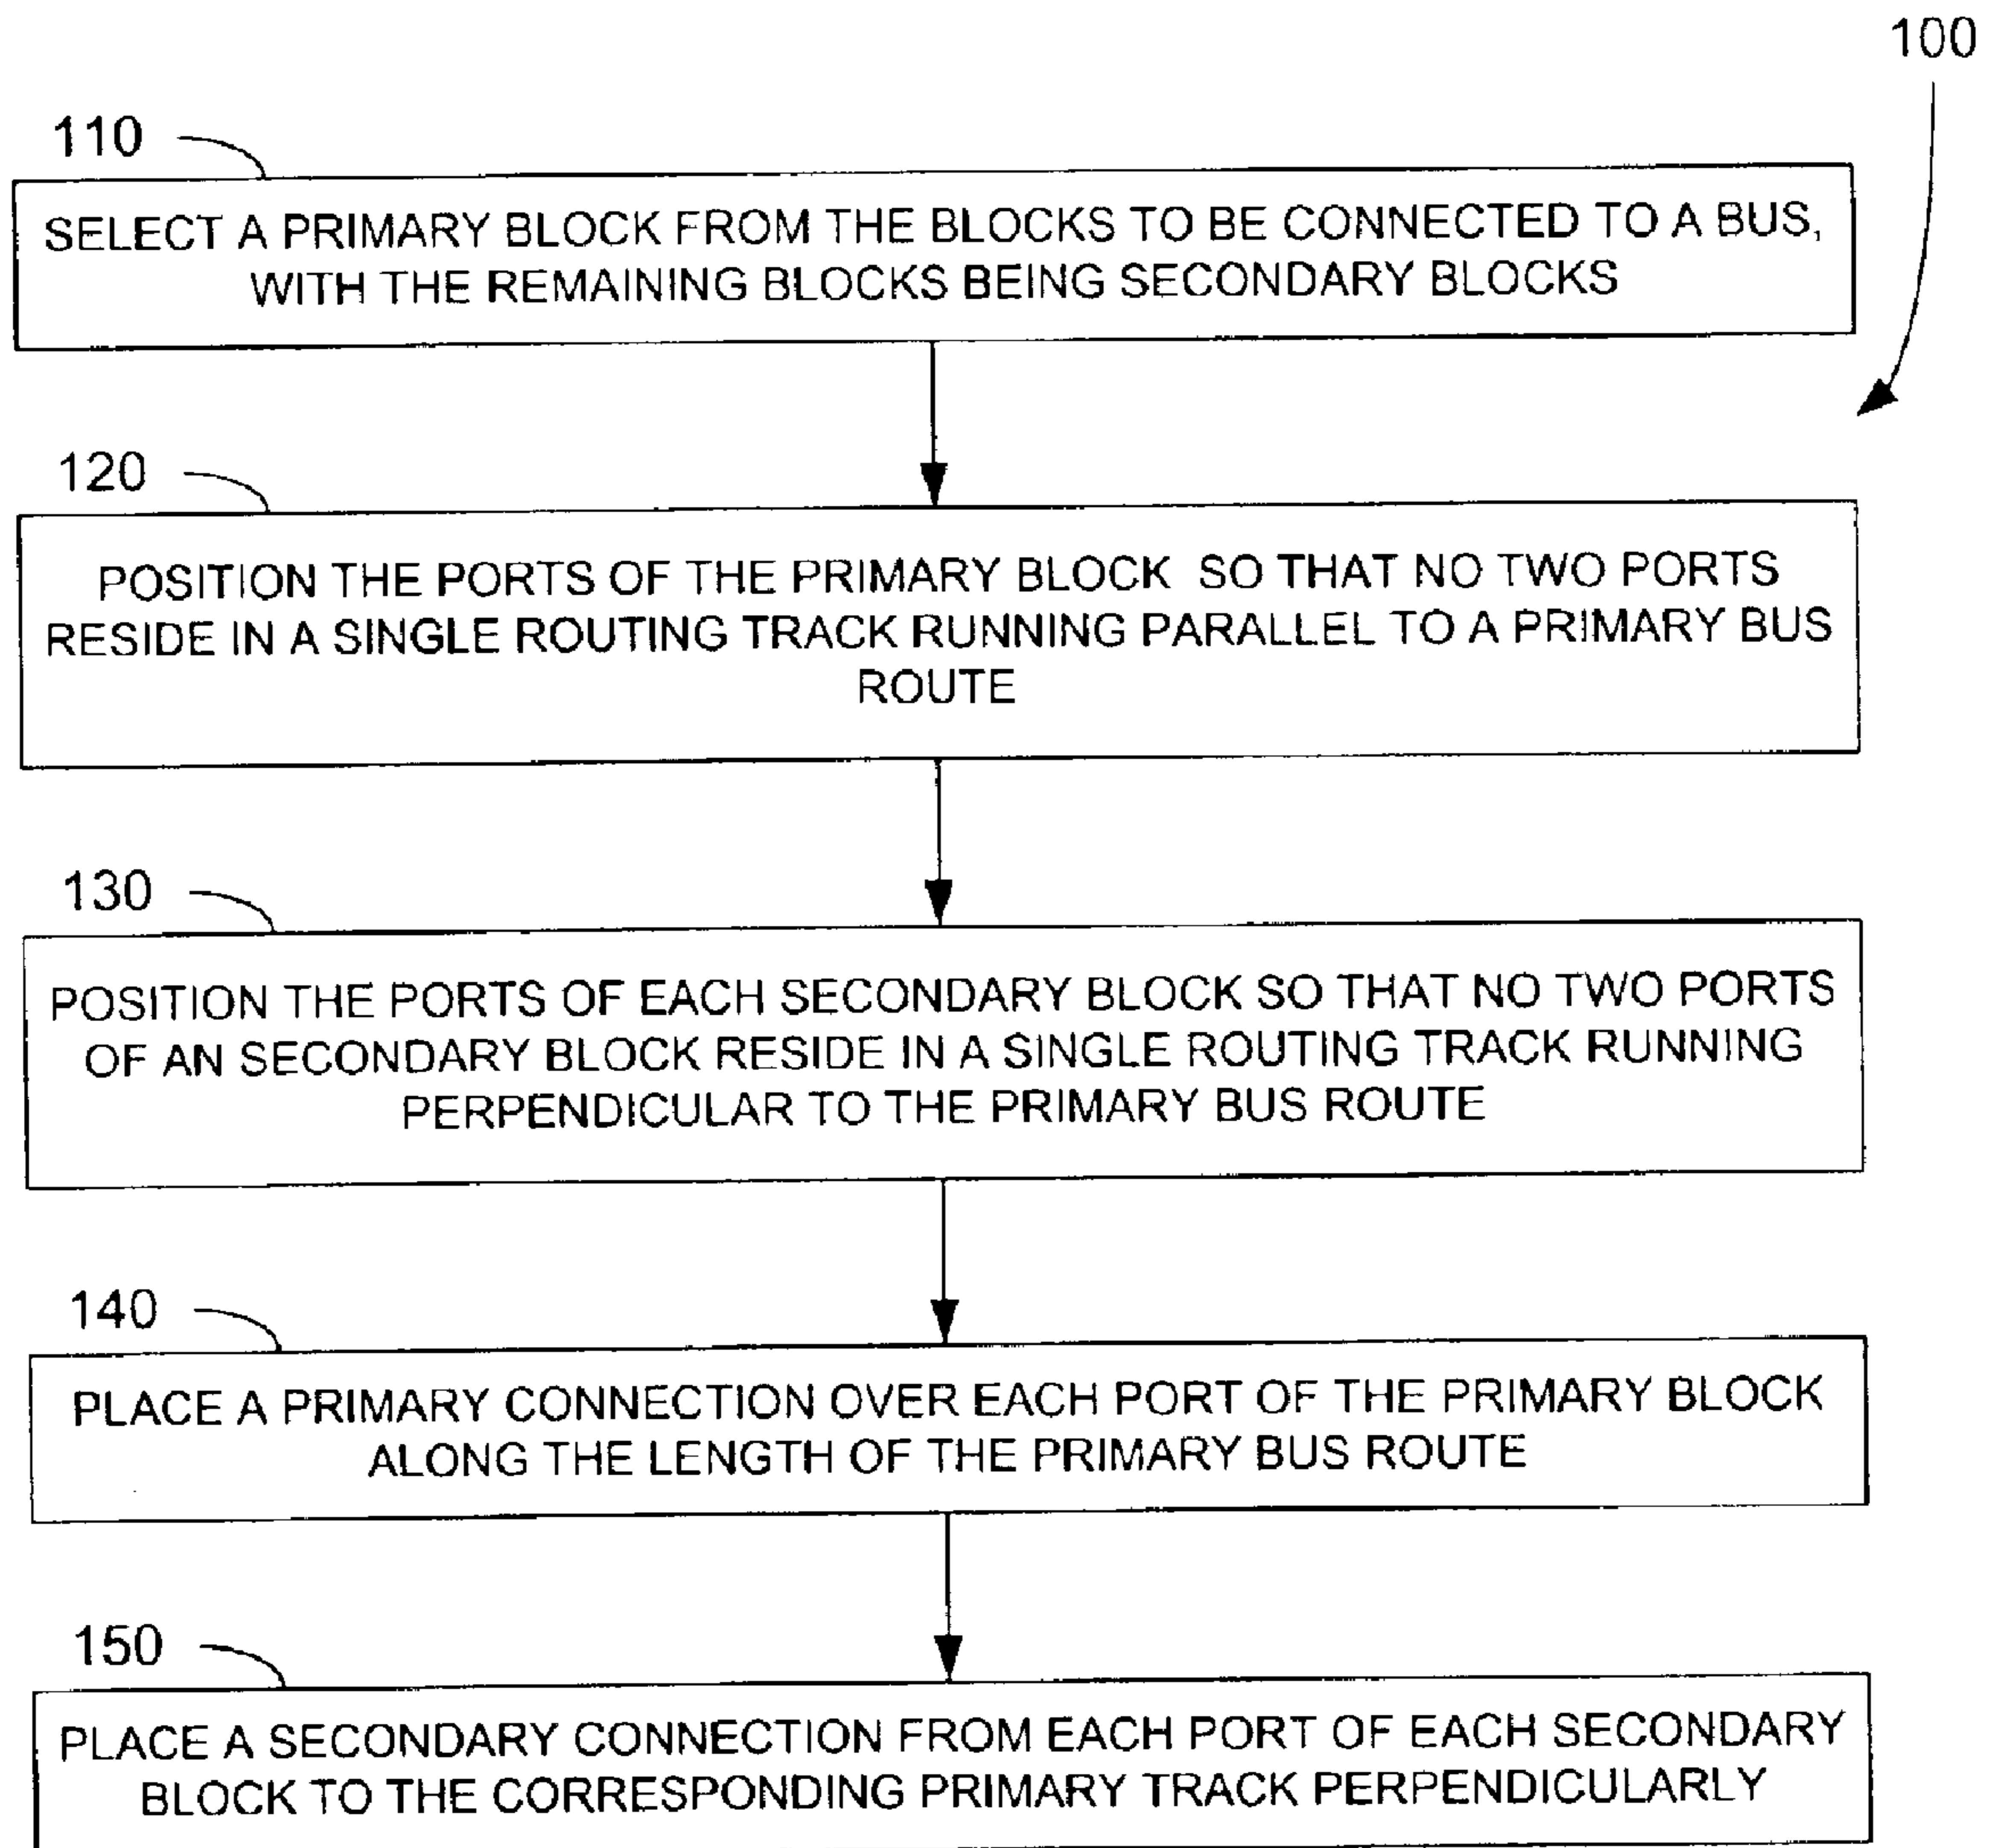 100
110
SELECT A PRIMARY BLOCK FROM THE BLOCKS TO BE CONNECTED TO A BUS,
WITH THE REMAINING BLOCKS BEING SECONDARY BLOCKS
120
POSITION THE PORTS OF THE PRIMARY BLOCK SO THAT NO TWO PORTS
RESIDE IN A SINGLE ROUTING TRACK RUNNING PARALLEL TO A PRIMARY BUS
ROUTE
130
POSITION THE PORTS OF EACH SECONDARY BLOCK SO THAT NO TWO PORTS
OF AN SECONDARY BLOCK RESIDE IN A SINGLE ROUTING TRACK RUNNING
PERPENDICULAR TO THE PRIMARY BUS ROUTE
140
PLACE A PRIMARY CONNECTION OVER EACH PORT OF THE PRIMARY BLOCK
ALONG THE LENGTH OF THE PRIMARY BUS ROUTE
150
PLACE A SECONDARY CONNECTION FROM EACH PORT OF EACH SECONDARY
BLOCK TO THE CORRESPONDING PRIMARY TRACK PERPENDICULARLY